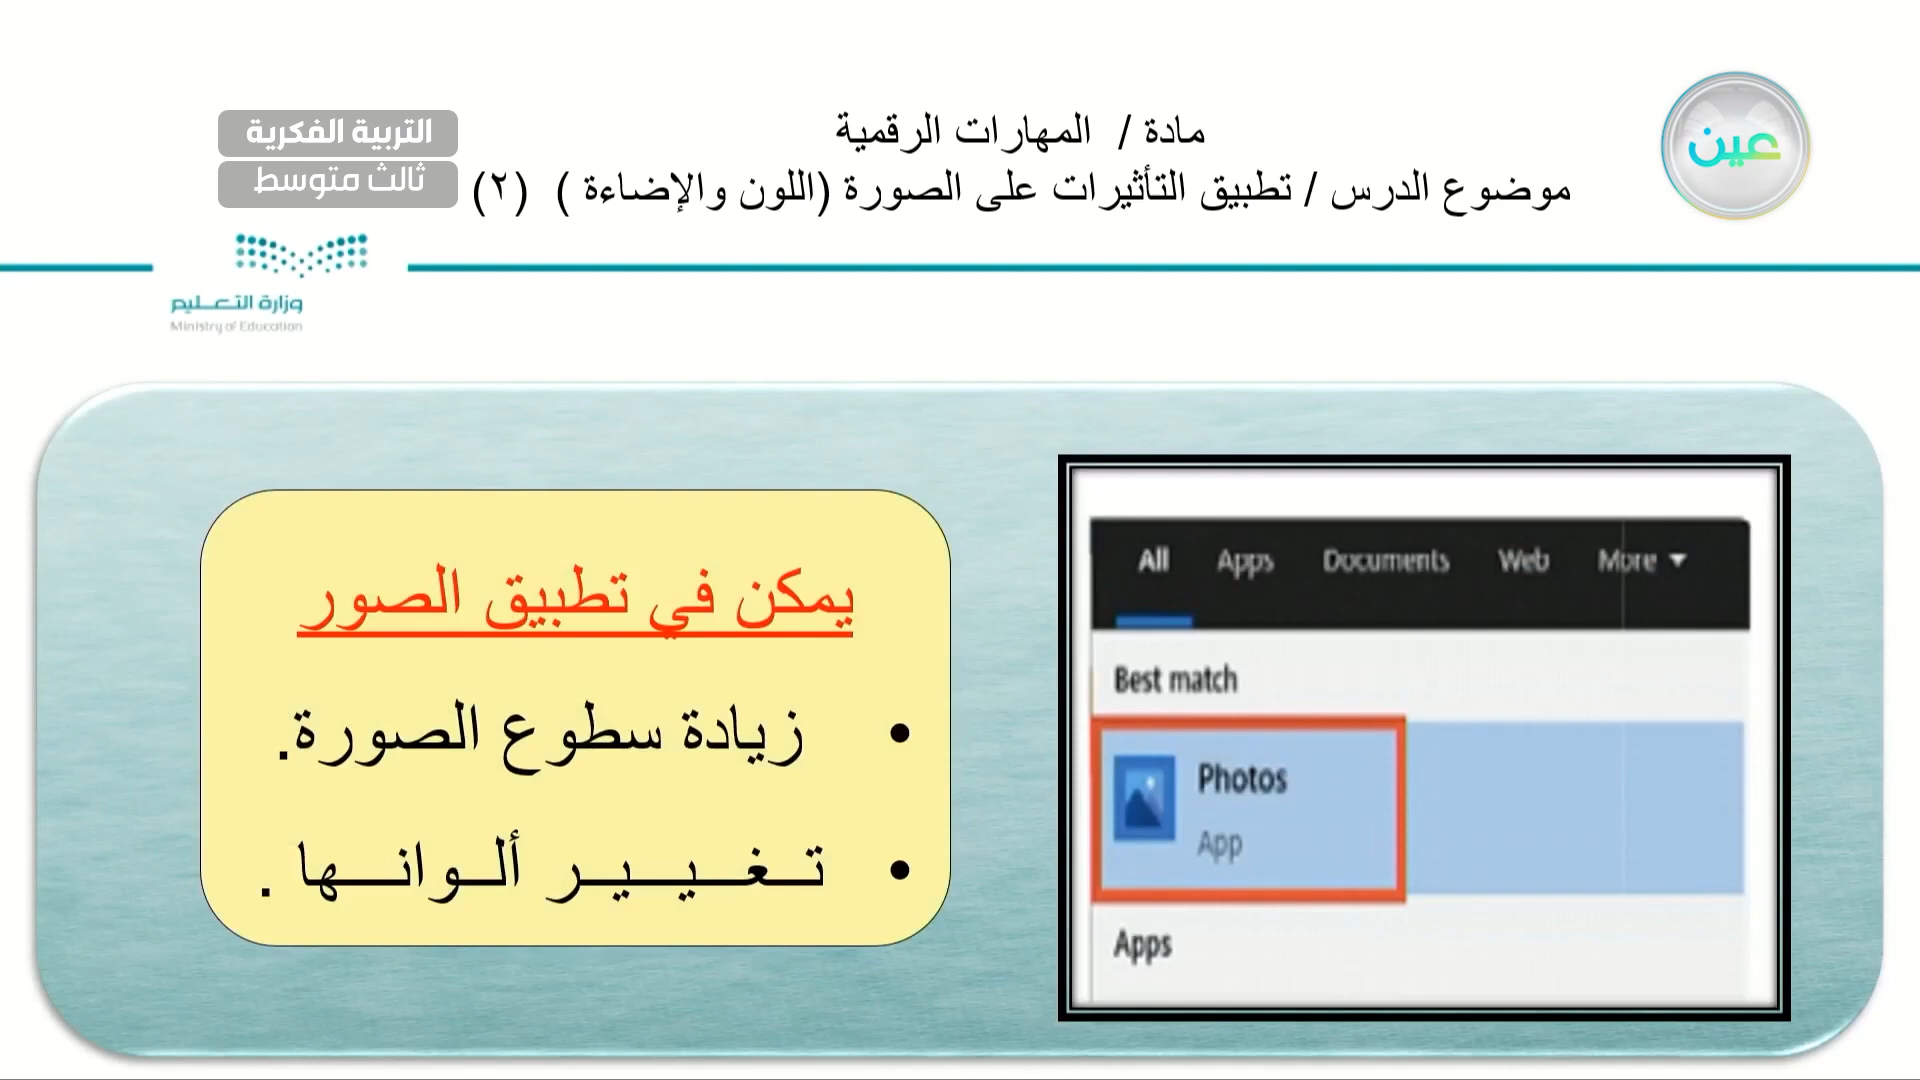 عين
مادة / المهارات الرقمية
التربية الفكرية
موضوع الدرس / تطبيق التأثيرات على الصورة (اللون والإضاءة ) (٢)
ثالث متوسط
وزارة التعليم
Ministry of Education
All Apps Documents Web More
Best match
Photos
App
Apps
يمكن في تطبيق الصور
• زيادة سطوع الصورة.
• تـــغـــيـــيـــر ألـــوانـــهـــا .